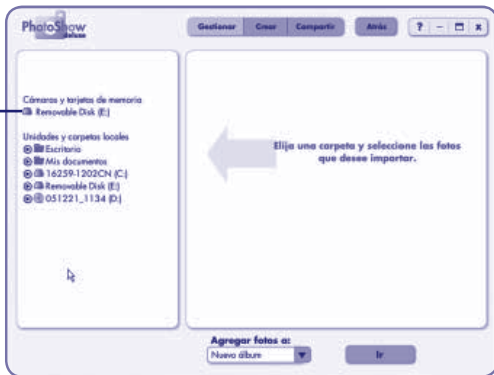 PhotoShow
deluxe
Gestionar Crear Compartir Atrás ? – x
Cámaras y tarjetas de memoria
Removable Disk (E:)
Unidades y carpetas locales
Escritorio
Mis documentos
16259-1202CN (C:)
Removable Disk (E:)
051221_1134 (D:)
Elija una carpeta y seleccione las fotos
que desee importar.
Agregar fotos a:
Nuevo álbum Ir